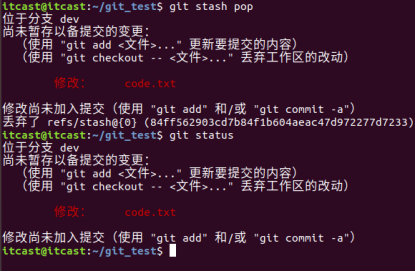 itcast@itcast:~/git_test$ git stash pop
位于分支 dev
尚未暂存以备提交的变更：
（使用 "git add <文件>..." 更新要提交的内容）
（使用 "git checkout -- <文件>..." 丢弃工作区的改动）
修改： code.txt
修改尚未加入提交（使用 "git add" 和/或 "git commit -a"）
丢弃了 refs/stash@{0} (84ff562903cd7b84f1b604aeac47d972277d7233)
itcast@itcast:~/git_test$ git status
位于分支 dev
尚未暂存以备提交的变更：
（使用 "git add <文件>..." 更新要提交的内容）
（使用 "git checkout -- <文件>..." 丢弃工作区的改动）
修改： code.txt
修改尚未加入提交（使用 "git add" 和/或 "git commit -a"）
itcast@itcast:~/git_test$